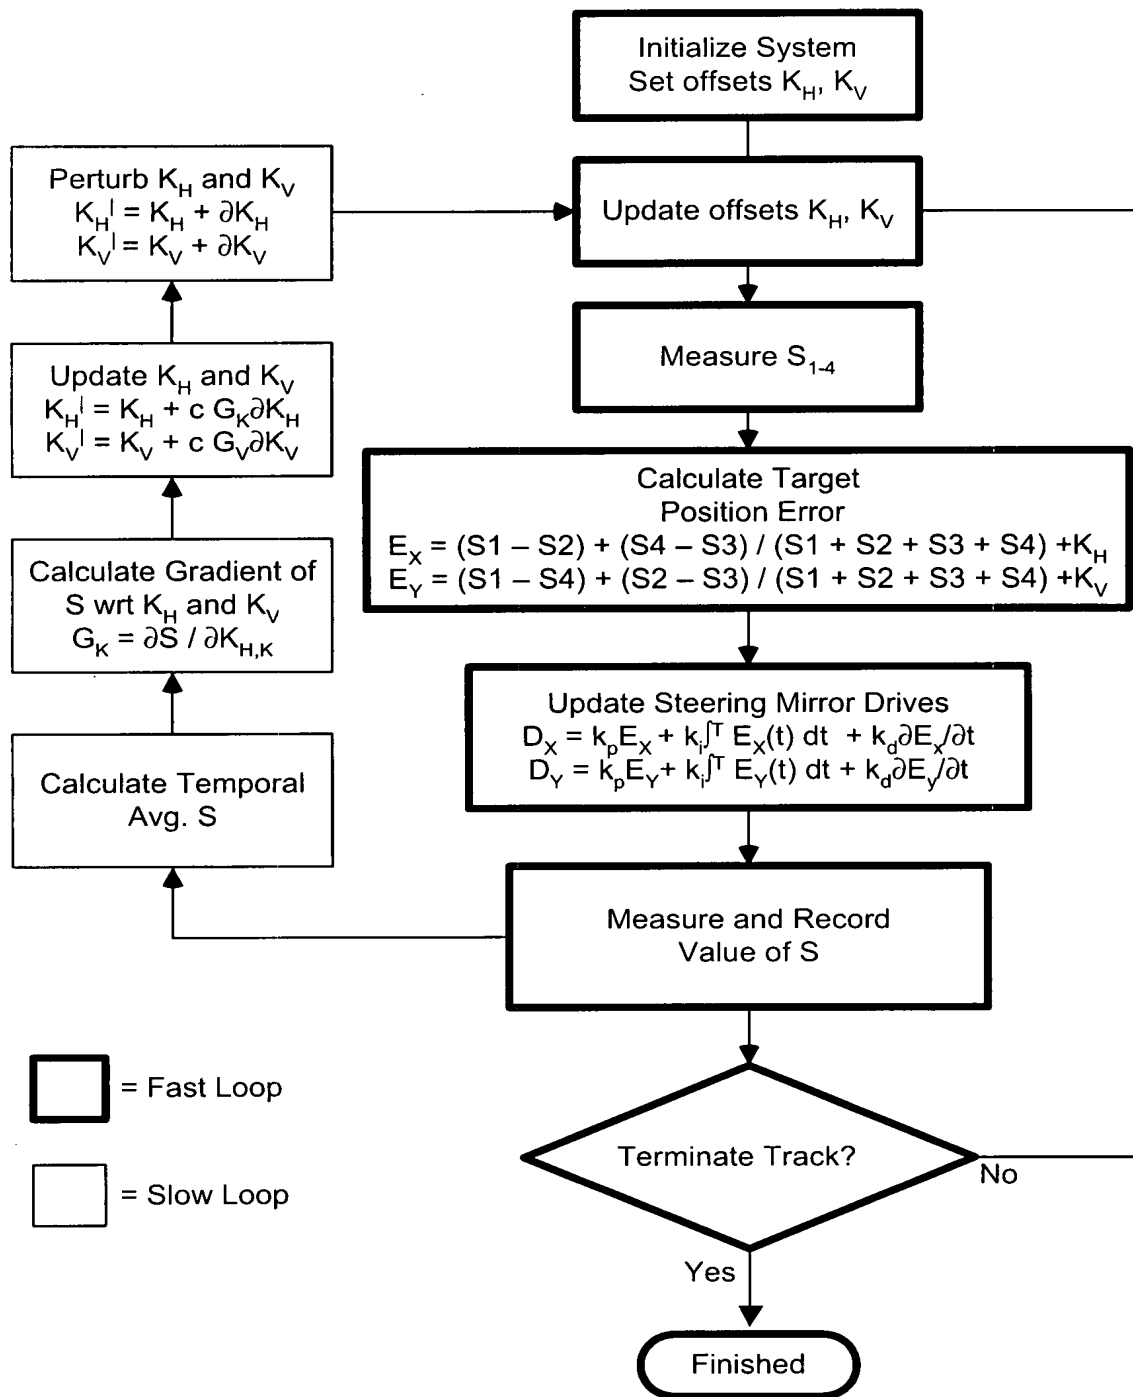 Initialize System
Set offsets K_H, K_V
Perturb K_H and K_V
K_H^| = K_H + ∂K_H
K_V^| = K_V + ∂K_V
Update offsets K_H, K_V
Measure S_1-4
Update K_H and K_V
K_H^| = K_H + c G_K∂K_H
K_V^| = K_V + c G_V∂K_V
Calculate Target
Position Error
E_X = (S1 – S2) + (S4 – S3) / (S1 + S2 + S3 + S4) +K_H
E_Y = (S1 – S4) + (S2 – S3) / (S1 + S2 + S3 + S4) +K_V
Calculate Gradient of
S wrt K_H and K_V
G_K = ∂S / ∂K_H,K
Update Steering Mirror Drives
D_X = k_pE_X + k_i∫^T E_X(t) dt + k_d∂E_x/∂t
D_Y = k_pE_Y + k_i∫^T E_Y(t) dt + k_d∂E_y/∂t
Calculate Temporal
Avg. S
Measure and Record
Value of S
= Fast Loop
= Slow Loop
Terminate Track?
No
Yes
Finished